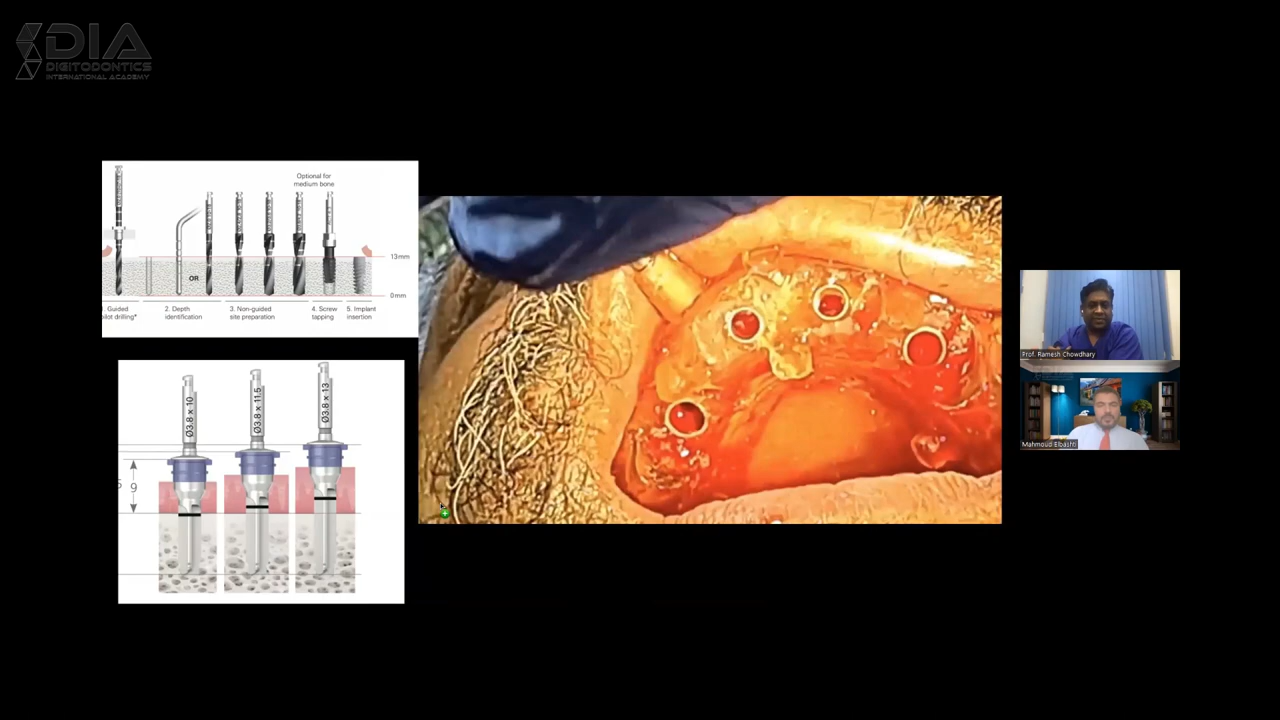 DIA
DIGITODONTICS
INTERNATIONAL ACADEMY
Optional for
medium bone
13mm
OR
0mm
1. Guided
pilot drilling*
2. Depth
identification
3. Non-guided
site preparation
4. Screw
tapping
5. Implant
insertion
Ø3.8 x 10
Ø3.8 x 11.5
Ø3.8 x 13
9
Prof. Ramesh Chowdhary
Mahmoud Elbashti